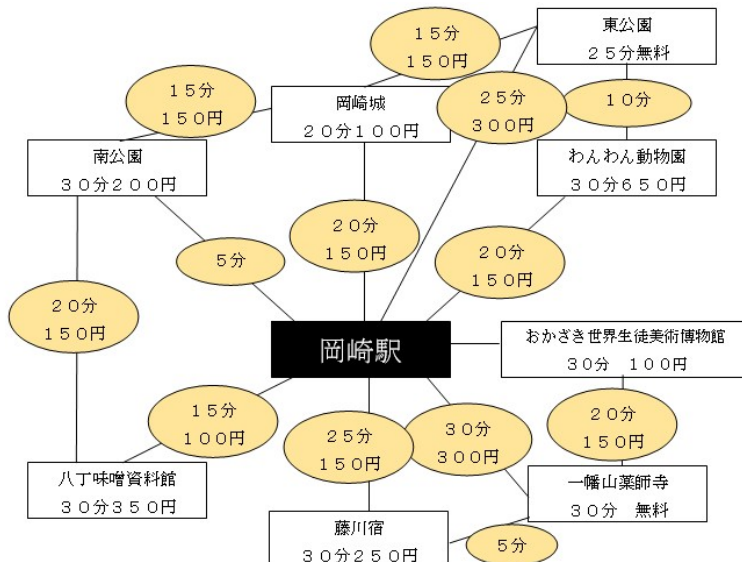 １５分
１５０円
東公園
２５分無料
１５分
１５０円
岡崎城
２０分１００円
２５分
３００円
１０分
南公園
３０分２００円
わんわん動物園
３０分６５０円
２０分
１５０円
５分
２０分
１５０円
２０分
１５０円
岡崎駅
おかざき世界生徒美術博物館
３０分　１００円
１５分
１００円
２５分
１５０円
３０分
３００円
２０分
１５０円
八丁味噌資料館
３０分３５０円
一幡山薬師寺
３０分　無料
藤川宿
３０分２５０円
５分